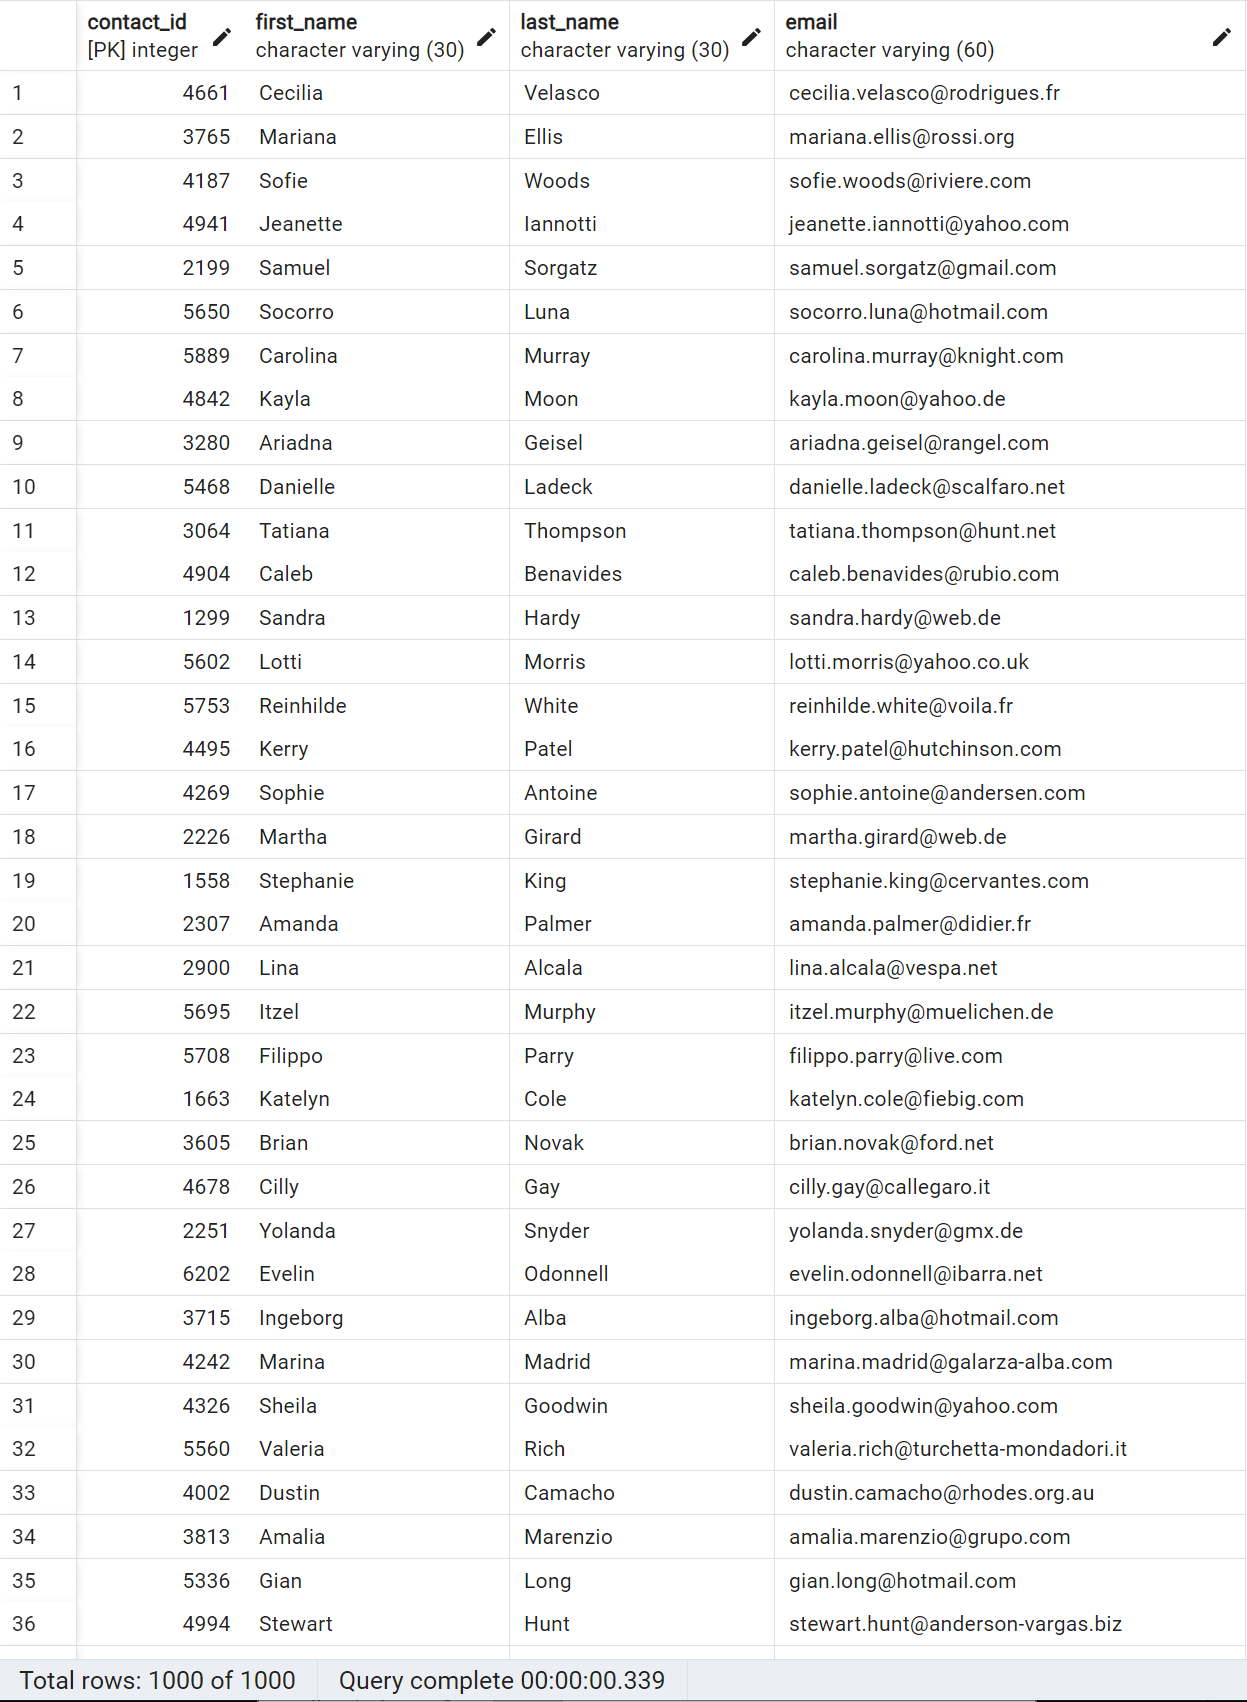 contact_id first_name last_name email
[PK] integer character varying (30) character varying (30) character varying (60)
1 4661 Cecilia Velasco cecilia.velasco@rodrigues.fr
2 3765 Mariana Ellis mariana.ellis@rossi.org
3 4187 Sofie Woods sofie.woods@riviere.com
4 4941 Jeanette Iannotti jeanette.iannotti@yahoo.com
5 2199 Samuel Sorgatz samuel.sorgatz@gmail.com
6 5650 Socorro Luna socorro.luna@hotmail.com
7 5889 Carolina Murray carolina.murray@knight.com
8 4842 Kayla Moon kayla.moon@yahoo.de
9 3280 Ariadna Geisel ariadna.geisel@rangel.com
10 5468 Danielle Ladeck danielle.ladeck@scalfaro.net
11 3064 Tatiana Thompson tatiana.thompson@hunt.net
12 4904 Caleb Benavides caleb.benavides@rubio.com
13 1299 Sandra Hardy sandra.hardy@web.de
14 5602 Lotti Morris lotti.morris@yahoo.co.uk
15 5753 Reinhilde White reinhilde.white@voila.fr
16 4495 Kerry Patel kerry.patel@hutchinson.com
17 4269 Sophie Antoine sophie.antoine@andersen.com
18 2226 Martha Girard martha.girard@web.de
19 1558 Stephanie King stephanie.king@cervantes.com
20 2307 Amanda Palmer amanda.palmer@didier.fr
21 2900 Lina Alcala lina.alcala@vespa.net
22 5695 Itzel Murphy itzel.murphy@muelichen.de
23 5708 Filippo Parry filippo.parry@live.com
24 1663 Katelyn Cole katelyn.cole@fiebig.com
25 3605 Brian Novak brian.novak@ford.net
26 4678 Cilly Gay cilly.gay@callegaro.it
27 2251 Yolanda Snyder yolanda.snyder@gmx.de
28 6202 Evelin Odonnell evelin.odonnell@ibarra.net
29 3715 Ingeborg Alba ingeborg.alba@hotmail.com
30 4242 Marina Madrid marina.madrid@galarza-alba.com
31 4326 Sheila Goodwin sheila.goodwin@yahoo.com
32 5560 Valeria Rich valeria.rich@turchetta-mondadori.it
33 4002 Dustin Camacho dustin.camacho@rhodes.org.au
34 3813 Amalia Marenzio amalia.marenzio@grupo.com
35 5336 Gian Long gian.long@hotmail.com
36 4994 Stewart Hunt stewart.hunt@anderson-vargas.biz
Total rows: 1000 of 1000 Query complete 00:00:00.339